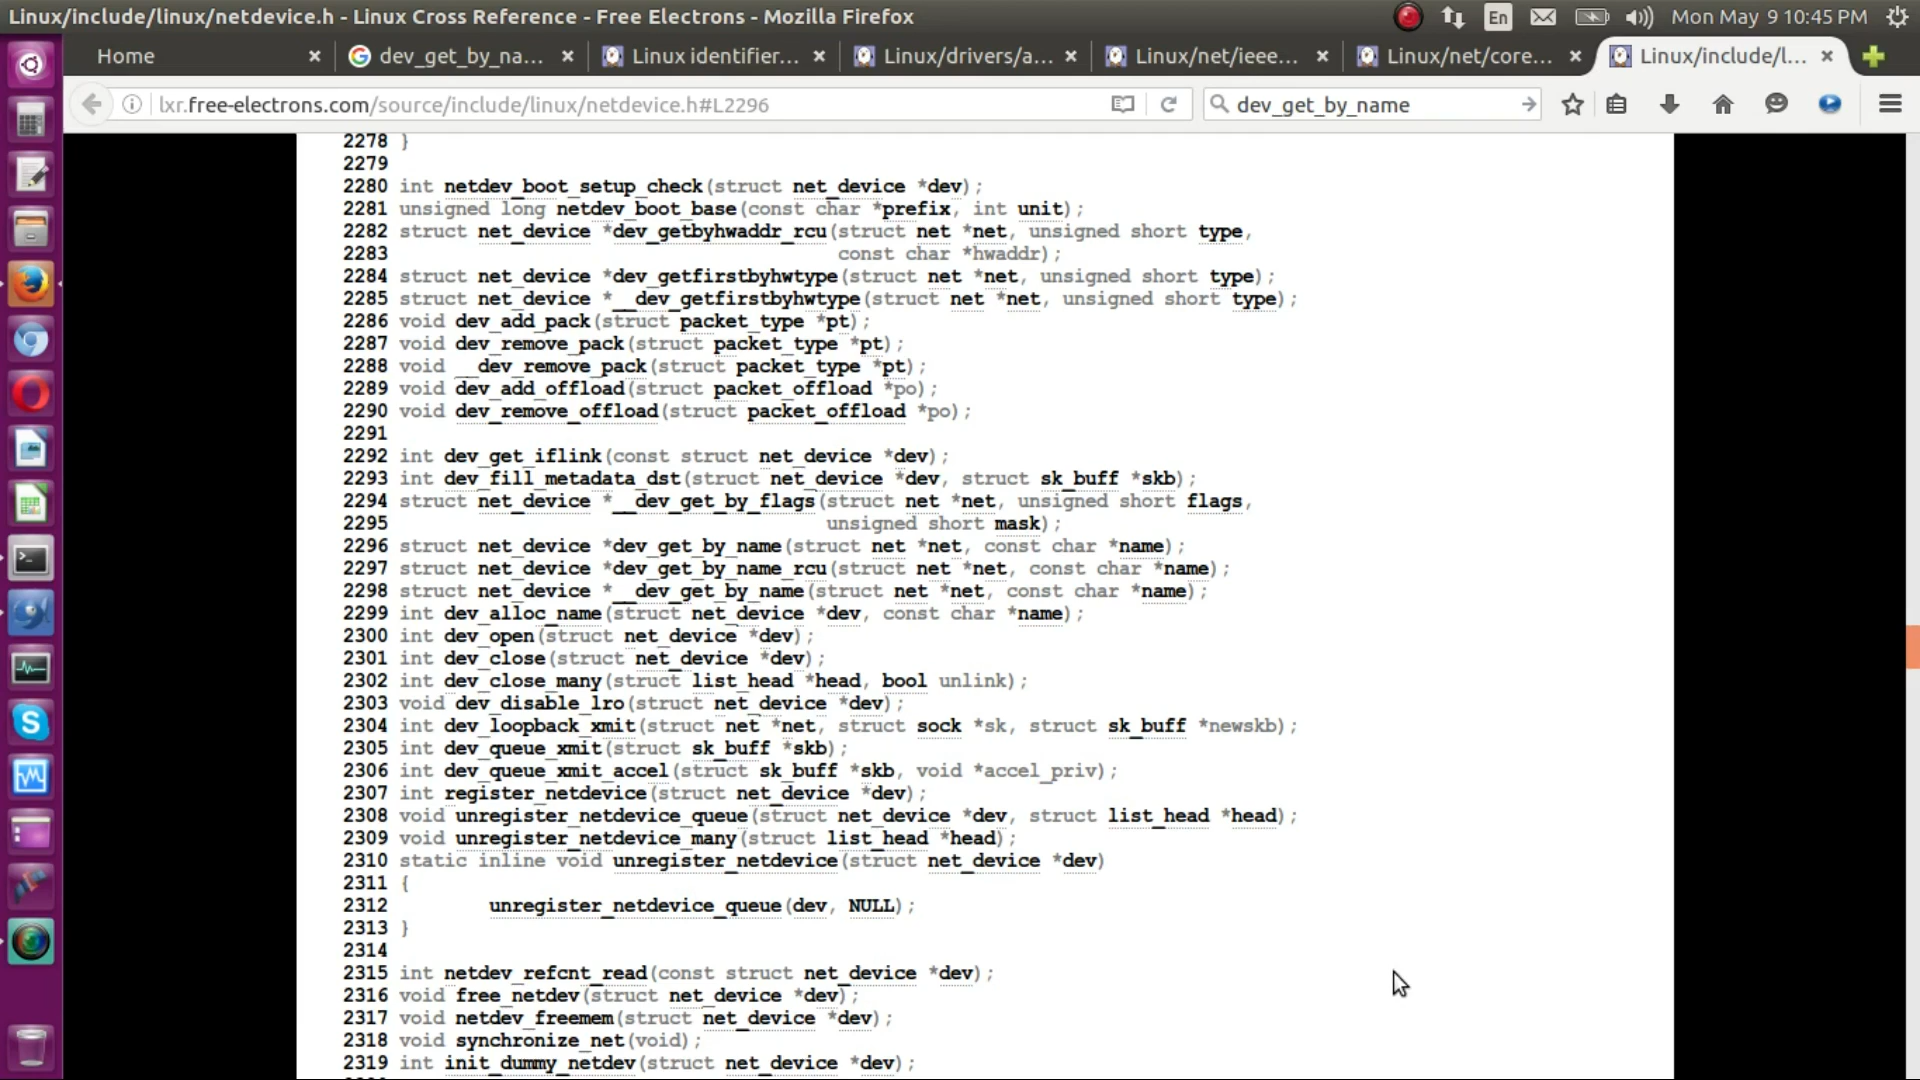 Linux/include/linux/netdevice.h - Linux Cross Reference - Free Electrons - Mozilla Firefox
En
Mon May 9 10:45 PM
Home
dev_get_by_na...
Linux identifier...
Linux/drivers/a...
Linux/net/ieee...
Linux/net/core...
Linux/include/l...
lxr.free-electrons.com/source/include/linux/netdevice.h#L2296
dev_get_by_name
2278 }
2279
2280 int netdev_boot_setup_check(struct net_device *dev);
2281 unsigned long netdev_boot_base(const char *prefix, int unit);
2282 struct net_device *dev_getbyhwaddr_rcu(struct net *net, unsigned short type,
2283 const char *hwaddr);
2284 struct net_device *dev_getfirstbyhwtype(struct net *net, unsigned short type);
2285 struct net_device *__dev_getfirstbyhwtype(struct net *net, unsigned short type);
2286 void dev_add_pack(struct packet_type *pt);
2287 void dev_remove_pack(struct packet_type *pt);
2288 void __dev_remove_pack(struct packet_type *pt);
2289 void dev_add_offload(struct packet_offload *po);
2290 void dev_remove_offload(struct packet_offload *po);
2291
2292 int dev_get_iflink(const struct net_device *dev);
2293 int dev_fill_metadata_dst(struct net_device *dev, struct sk_buff *skb);
2294 struct net_device *__dev_get_by_flags(struct net *net, unsigned short flags,
2295 unsigned short mask);
2296 struct net_device *dev_get_by_name(struct net *net, const char *name);
2297 struct net_device *dev_get_by_name_rcu(struct net *net, const char *name);
2298 struct net_device *__dev_get_by_name(struct net *net, const char *name);
2299 int dev_alloc_name(struct net_device *dev, const char *name);
2300 int dev_open(struct net_device *dev);
2301 int dev_close(struct net_device *dev);
2302 int dev_close_many(struct list_head *head, bool unlink);
2303 void dev_disable_lro(struct net_device *dev);
2304 int dev_loopback_xmit(struct net *net, struct sock *sk, struct sk_buff *newskb);
2305 int dev_queue_xmit(struct sk_buff *skb);
2306 int dev_queue_xmit_accel(struct sk_buff *skb, void *accel_priv);
2307 int register_netdevice(struct net_device *dev);
2308 void unregister_netdevice_queue(struct net_device *dev, struct list_head *head);
2309 void unregister_netdevice_many(struct list_head *head);
2310 static inline void unregister_netdevice(struct net_device *dev)
2311 {
2312 unregister_netdevice_queue(dev, NULL);
2313 }
2314
2315 int netdev_refcnt_read(const struct net_device *dev);
2316 void free_netdev(struct net_device *dev);
2317 void netdev_freemem(struct net_device *dev);
2318 void synchronize_net(void);
2319 int init_dummy_netdev(struct net_device *dev);